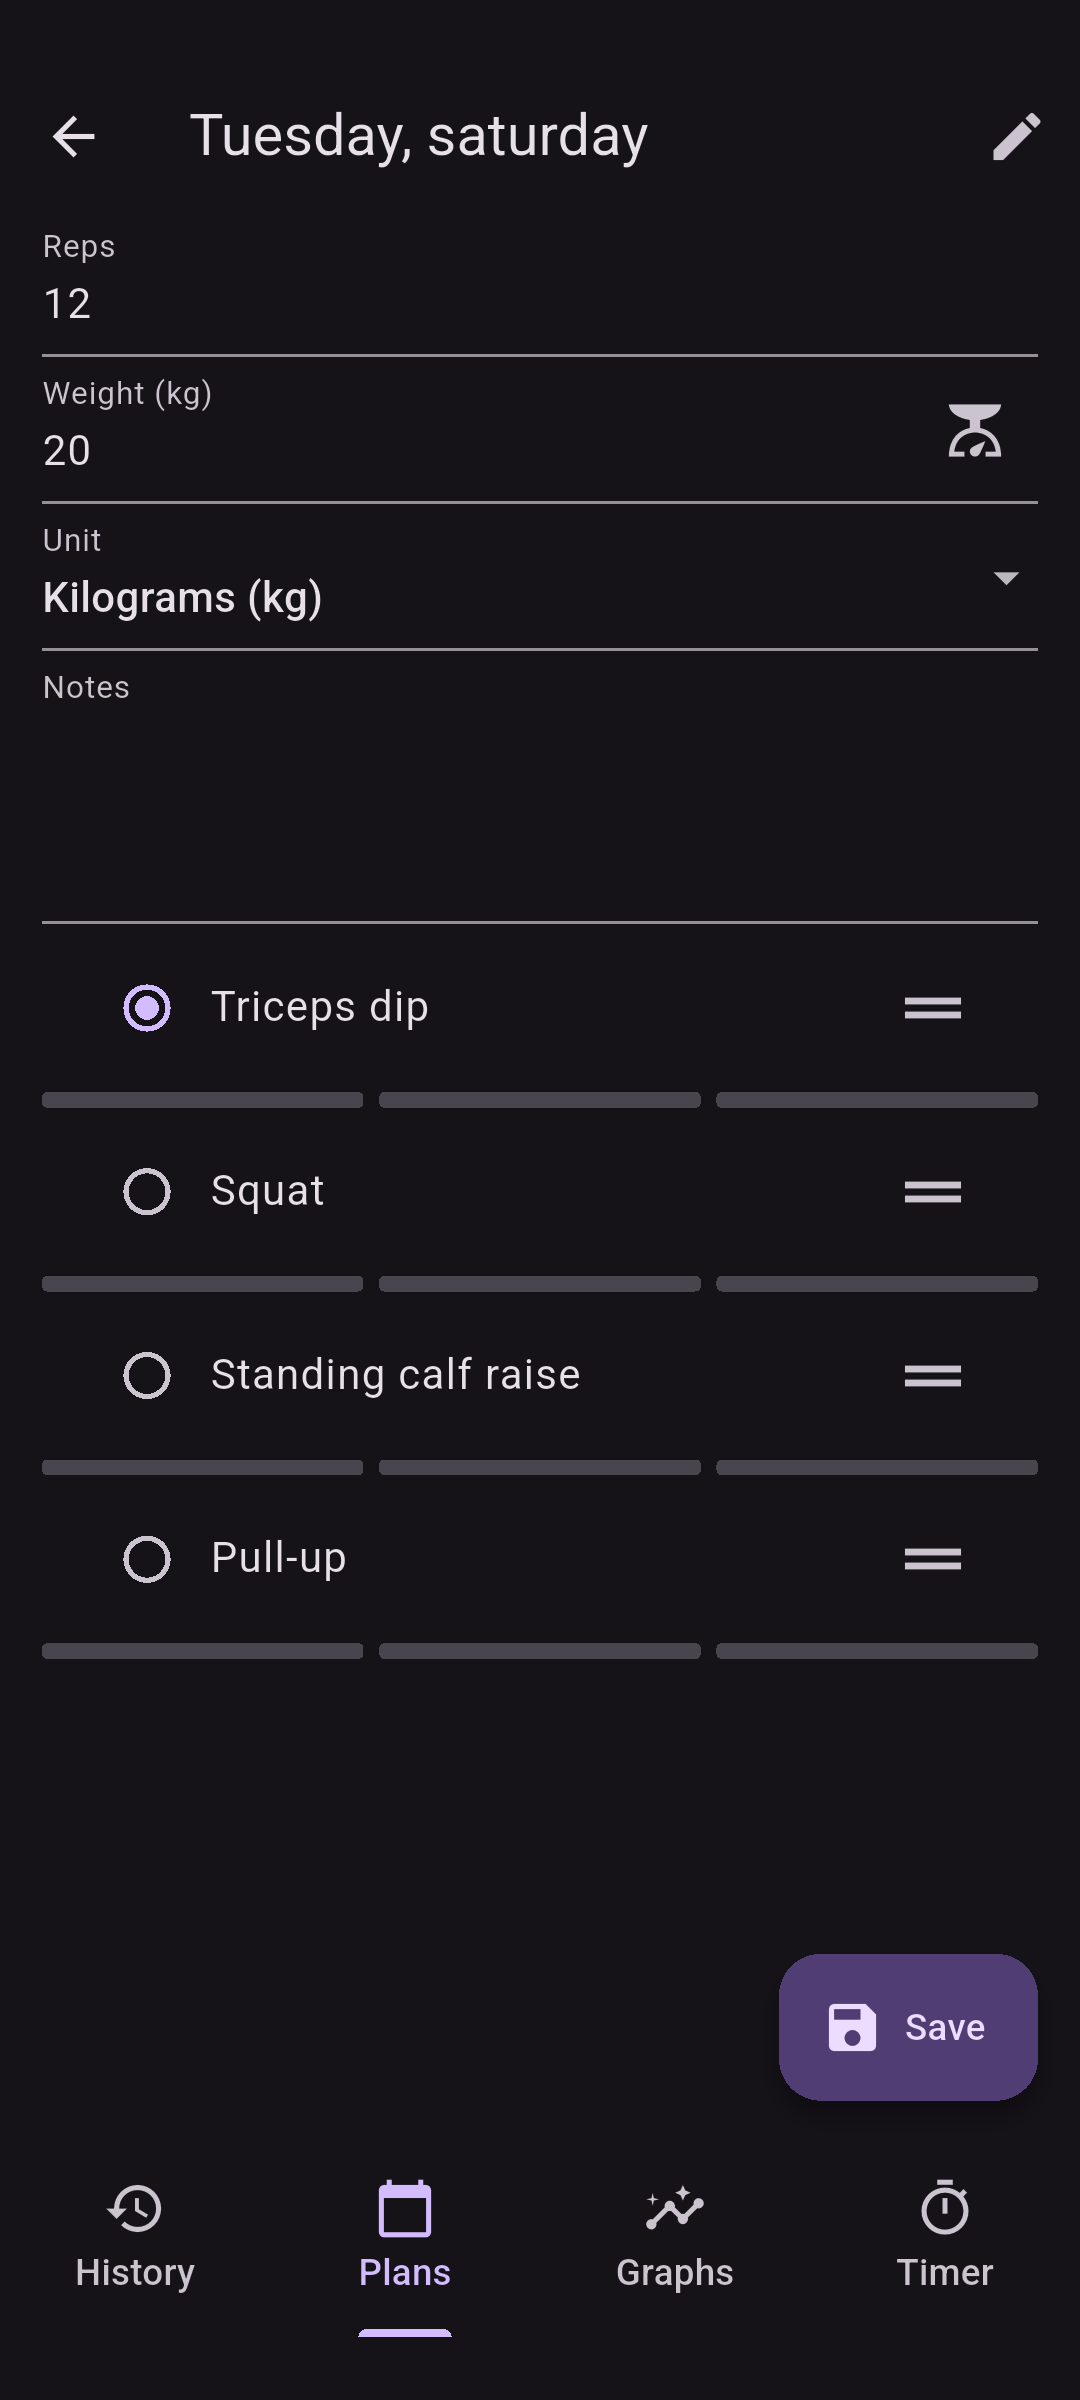 Tuesday, saturday
Reps
12
Weight (kg)
20
Unit
Kilograms (kg)
Notes
Triceps dip
Squat
Standing calf raise
Pull-up
Save
History
Plans
Graphs
Timer